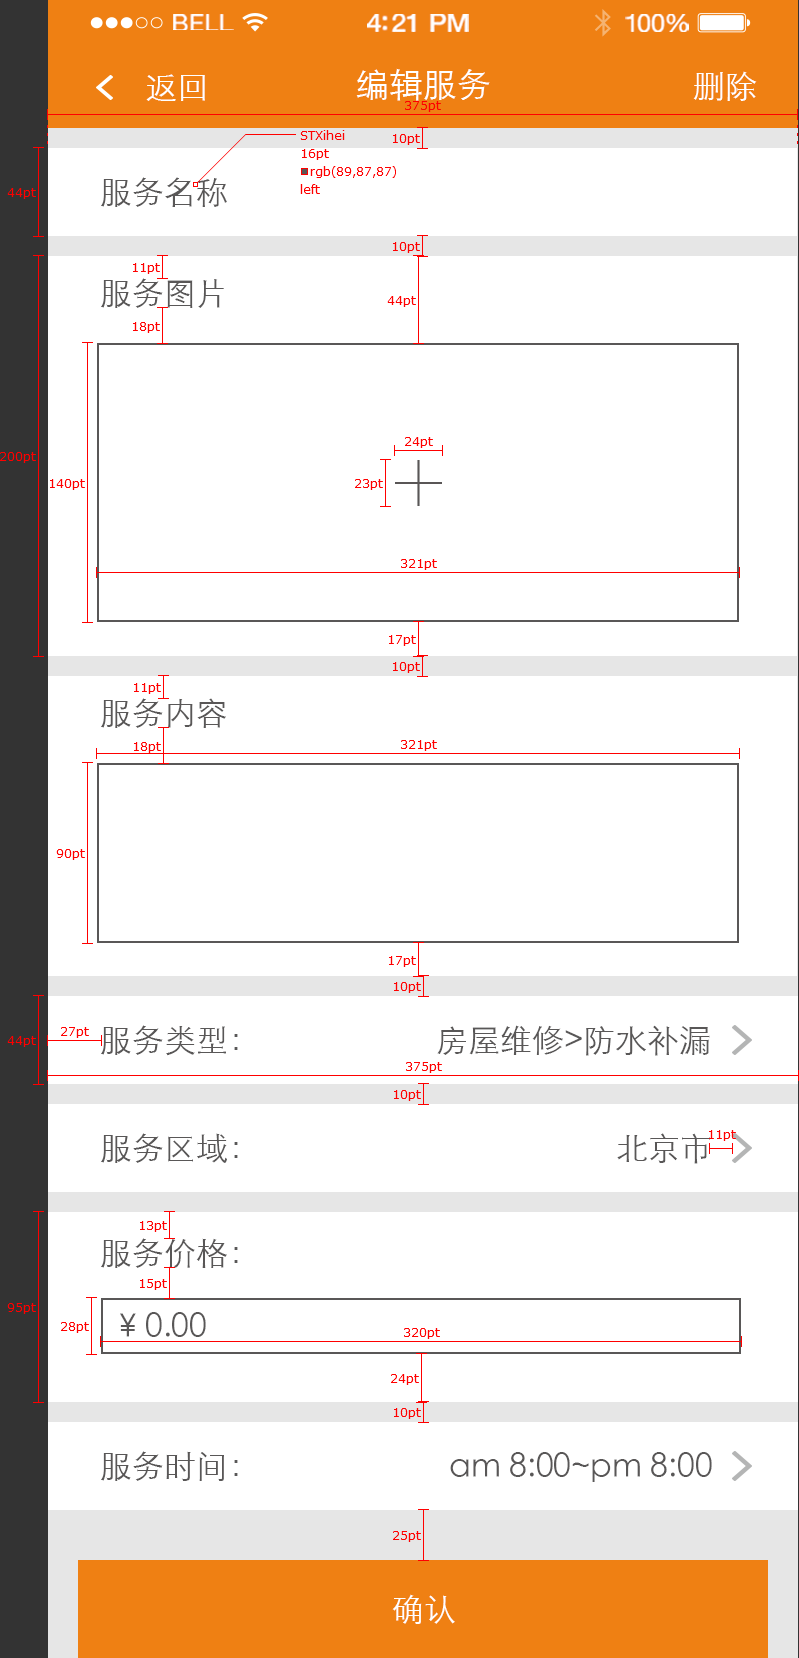 BELL 4:21 PM 100%
返回 编辑服务 删除
375pt
STXihei 10pt
16pt
rgb(89,87,87)
left
44pt 服务名称
10pt
11pt
服务图片 44pt
18pt
200pt
24pt
140pt 23pt
321pt
17pt
10pt
11pt
服务内容
18pt 321pt
90pt
17pt
10pt
27pt
44pt 服务类型: 房屋维修>防水补漏
375pt
10pt
11pt
服务区域: 北京市
13pt
服务价格:
15pt
95pt
28pt ¥ 0.00 320pt
24pt
10pt
服务时间: am 8:00~pm 8:00
25pt
确认